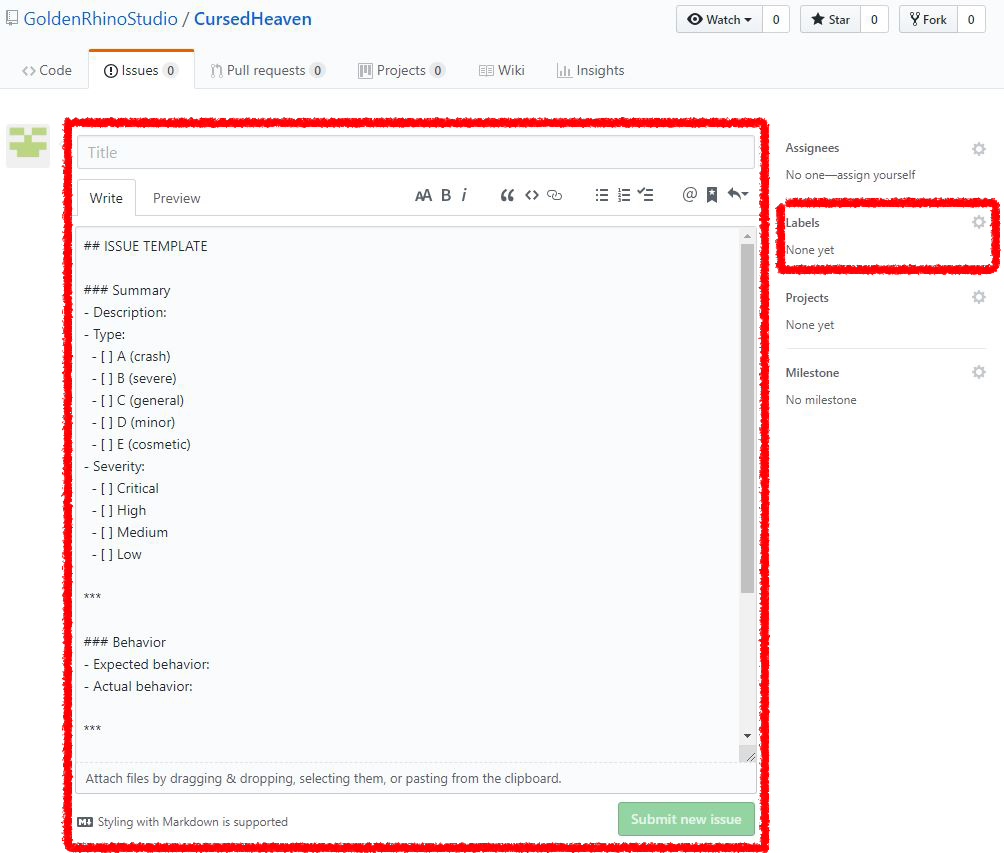 GoldenRhinoStudio / CursedHeaven
Watch 0 Star 0 Fork 0
Code Issues 0 Pull requests 0 Projects 0 Wiki Insights
Title
Write Preview AA B i
## ISSUE TEMPLATE
### Summary
- Description:
- Type:
- [ ] A (crash)
- [ ] B (severe)
- [ ] C (general)
- [ ] D (minor)
- [ ] E (cosmetic)
- Severity:
- [ ] Critical
- [ ] High
- [ ] Medium
- [ ] Low
***
### Behavior
- Expected behavior:
- Actual behavior:
***
Attach files by dragging & dropping, selecting them, or pasting from the clipboard.
Styling with Markdown is supported
Submit new issue
Assignees
No one—assign yourself
Labels
None yet
Projects
None yet
Milestone
No milestone